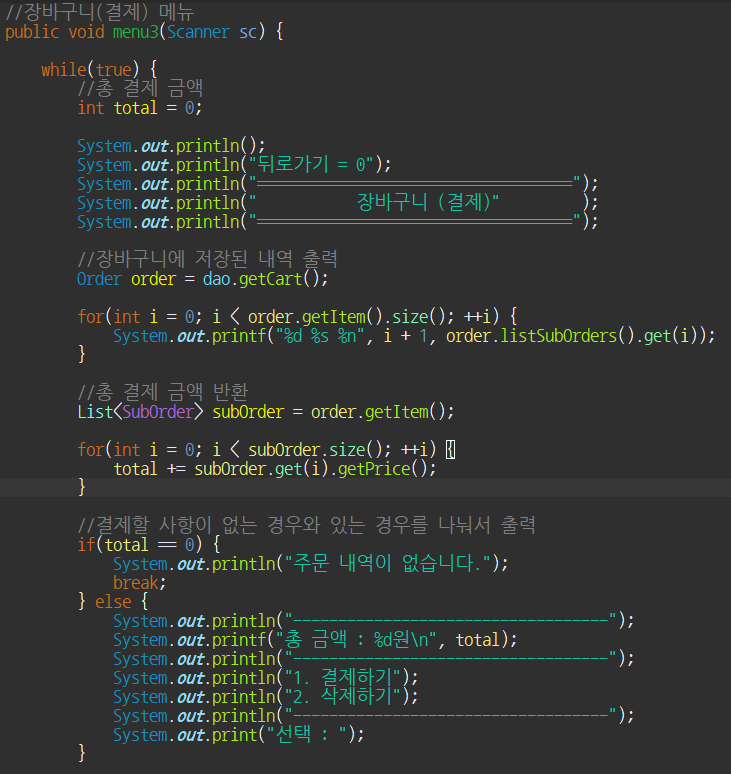 //장바구니(결제) 메뉴
public void menu3(Scanner sc) {
while(true) {
//총 결제 금액
int total = 0;
System.out.println();
System.out.println("뒤로가기 = 0");
System.out.println("===================================");
System.out.println("           장바구니 (결제)"         );
System.out.println("===================================");
//장바구니에 저장된 내역 출력
Order order = dao.getCart();
for(int i = 0; i < order.getItem().size(); ++i) {
System.out.printf("%d %s %n", i + 1, order.listSubOrders().get(i));
}
//총 결제 금액 반환
List<SubOrder> subOrder = order.getItem();
for(int i = 0; i < subOrder.size(); ++i) {
total += subOrder.get(i).getPrice();
}
//결제할 사항이 없는 경우와 있는 경우를 나눠서 출력
if(total == 0) {
System.out.println("주문 내역이 없습니다.");
break;
} else {
System.out.println("-----------------------------------");
System.out.printf("총 금액 : %d원\n", total);
System.out.println("-----------------------------------");
System.out.println("1. 결제하기");
System.out.println("2. 삭제하기");
System.out.println("-----------------------------------");
System.out.print("선택 : ");
}